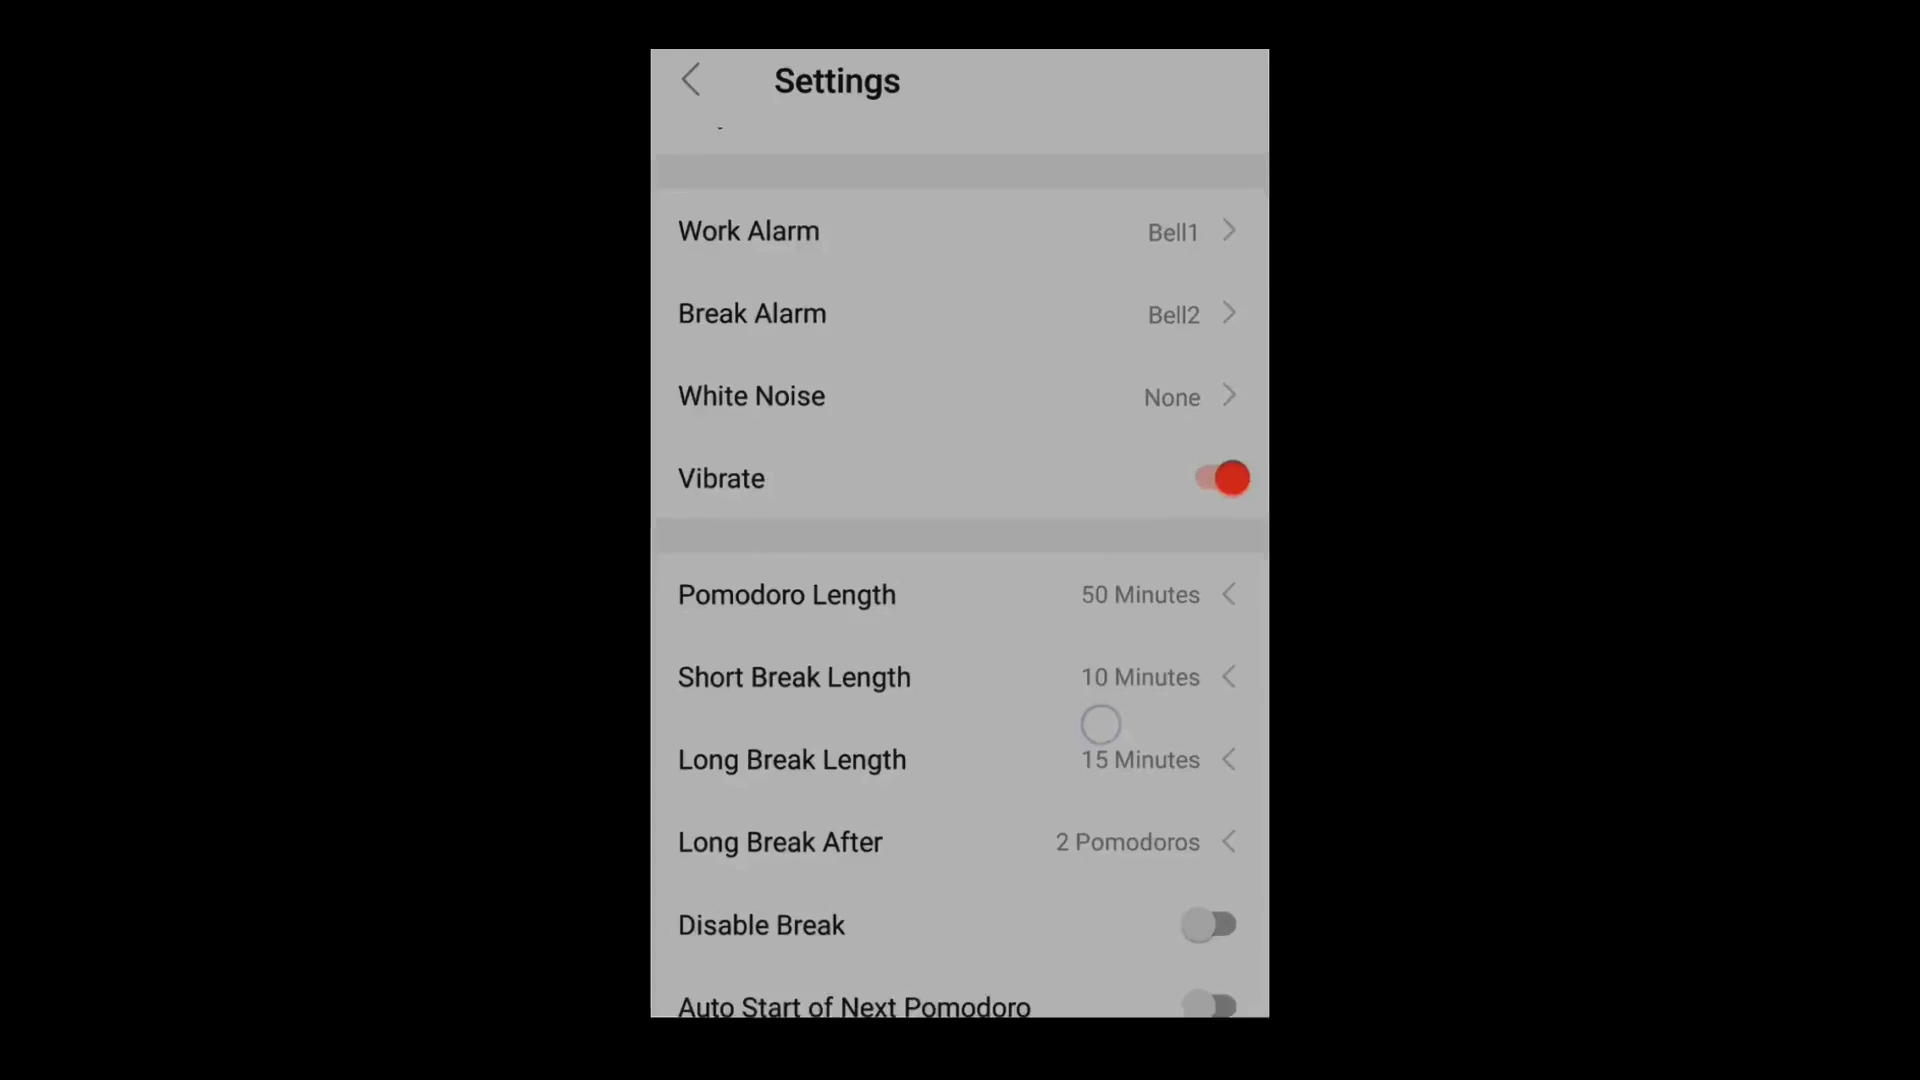 Settings
Work Alarm Bell1
Break Alarm Bell2
White Noise None
Vibrate
Pomodoro Length 50 Minutes
Short Break Length 10 Minutes
Long Break Length 15 Minutes
Long Break After 2 Pomodoros
Disable Break
Auto Start of Next Pomodoro